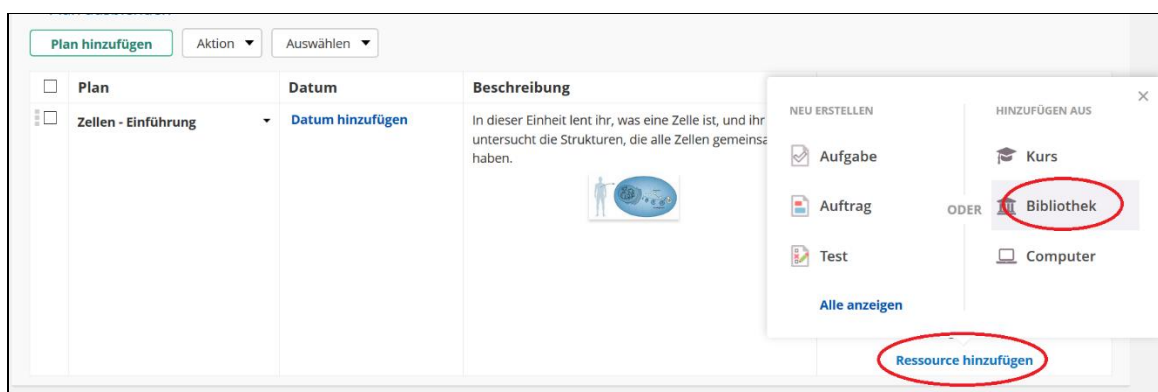 Plan hinzufügen Aktion Auswählen
Plan Datum Beschreibung
Zellen - Einführung Datum hinzufügen
In dieser Einheit lent ihr, was eine Zelle ist, und ihr
untersucht die Strukturen, die alle Zellen
haben.
NEU ERSTELLEN
Aufgabe
Auftrag
Test
Alle anzeigen
ODER
HINZUFÜGEN AUS
Kurs
Bibliothek
Computer
Ressource hinzufügen